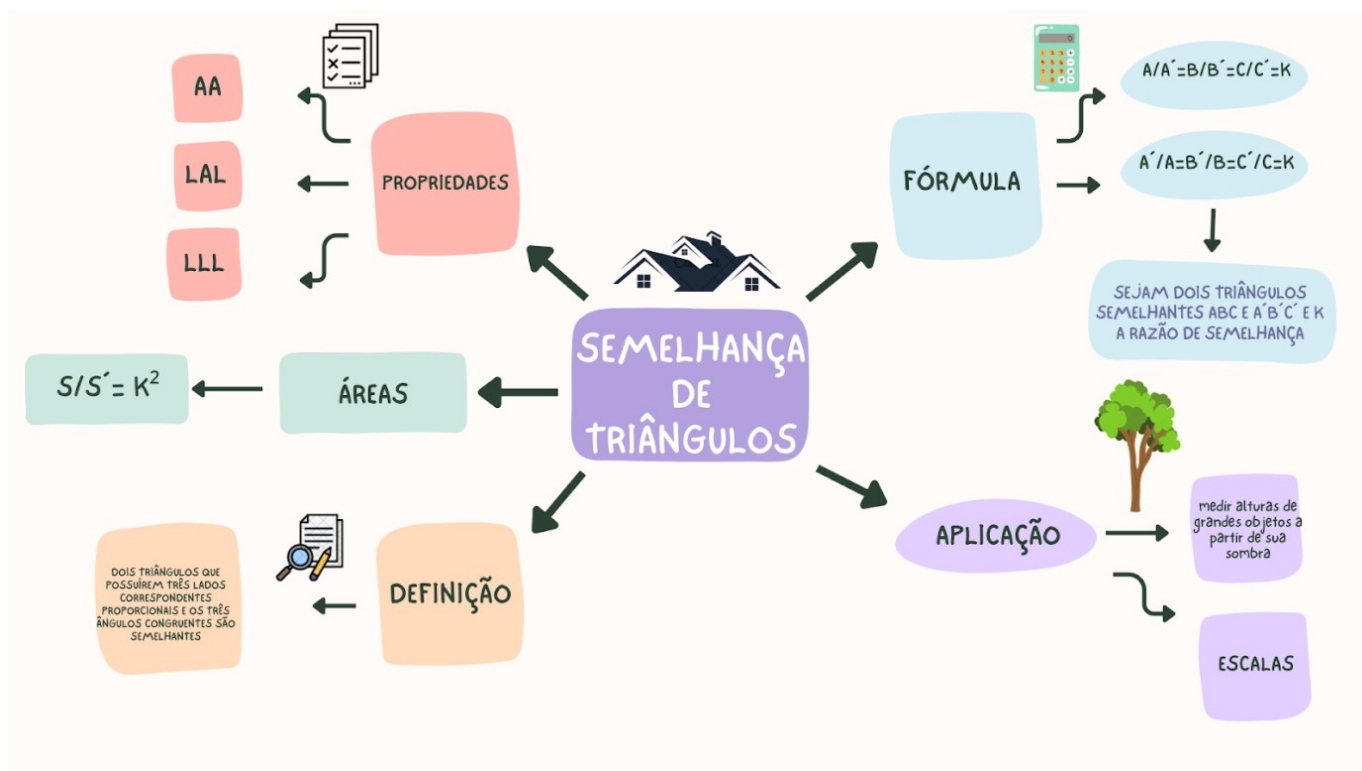 SEMELHANÇA
DE
TRIÂNGULOS
PROPRIEDADES
AA
LAL
LLL
FÓRMULA
A/A´=B/B´=C/C´=K
A´/A=B´/B=C´/C=K
SEJAM DOIS TRIÂNGULOS
SEMELHANTES ABC E A´B´C´ E K
A RAZÃO DE SEMELHANÇA
ÁREAS
S/S´= K²
DEFINIÇÃO
DOIS TRIÂNGULOS QUE
POSSUÍREM TRÊS LADOS
CORRESPONDENTES
PROPORCIONAIS E OS TRÊS
ÂNGULOS CONGRUENTES SÃO
SEMELHANTES
APLICAÇÃO
medir alturas de
grandes objetos a
partir de sua
sombra
ESCALAS